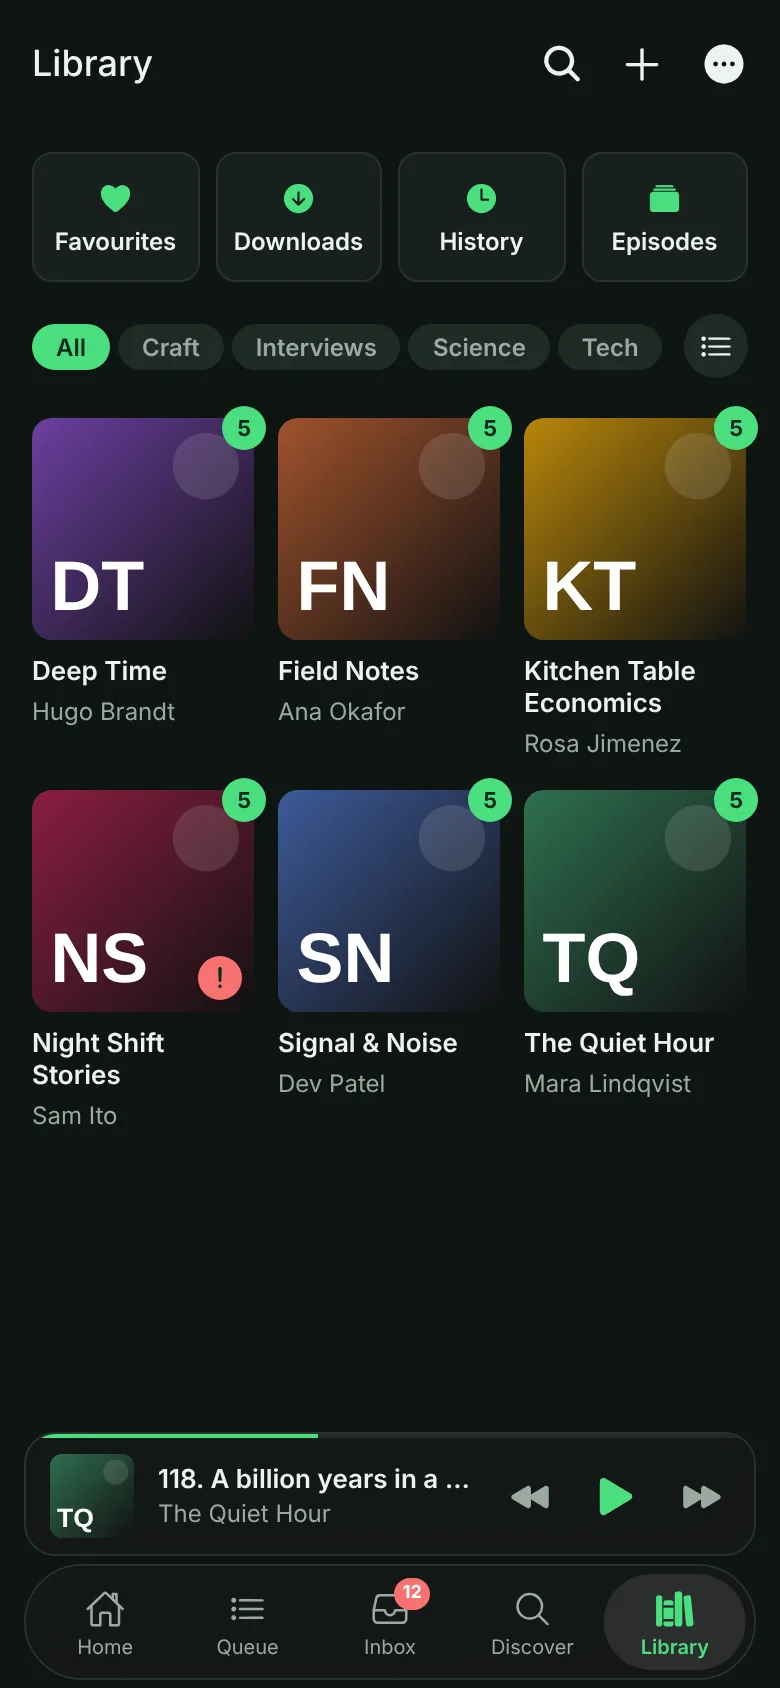 Library
Favourites
Downloads
History
Episodes
All
Craft
Interviews
Science
Tech
5
5
5
DT
FN
KT
Deep Time
Hugo Brandt
Field Notes
Ana Okafor
Kitchen Table
Economics
Rosa Jimenez
5
5
5
NS
!
SN
TQ
Night Shift
Stories
Sam Ito
Signal & Noise
Dev Patel
The Quiet Hour
Mara Lindqvist
TQ
118. A billion years in a ...
The Quiet Hour
Home
Queue
12
Inbox
Discover
Library